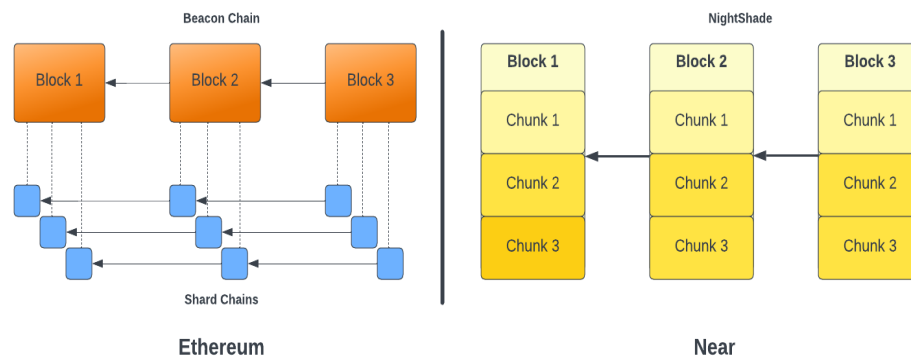 Beacon Chain
Block 1
Block 2
Block 3
Shard Chains
Ethereum
NightShade
Block 1
Block 2
Block 3
Chunk 1
Chunk 1
Chunk 1
Chunk 2
Chunk 2
Chunk 2
Chunk 3
Chunk 3
Chunk 3
Near